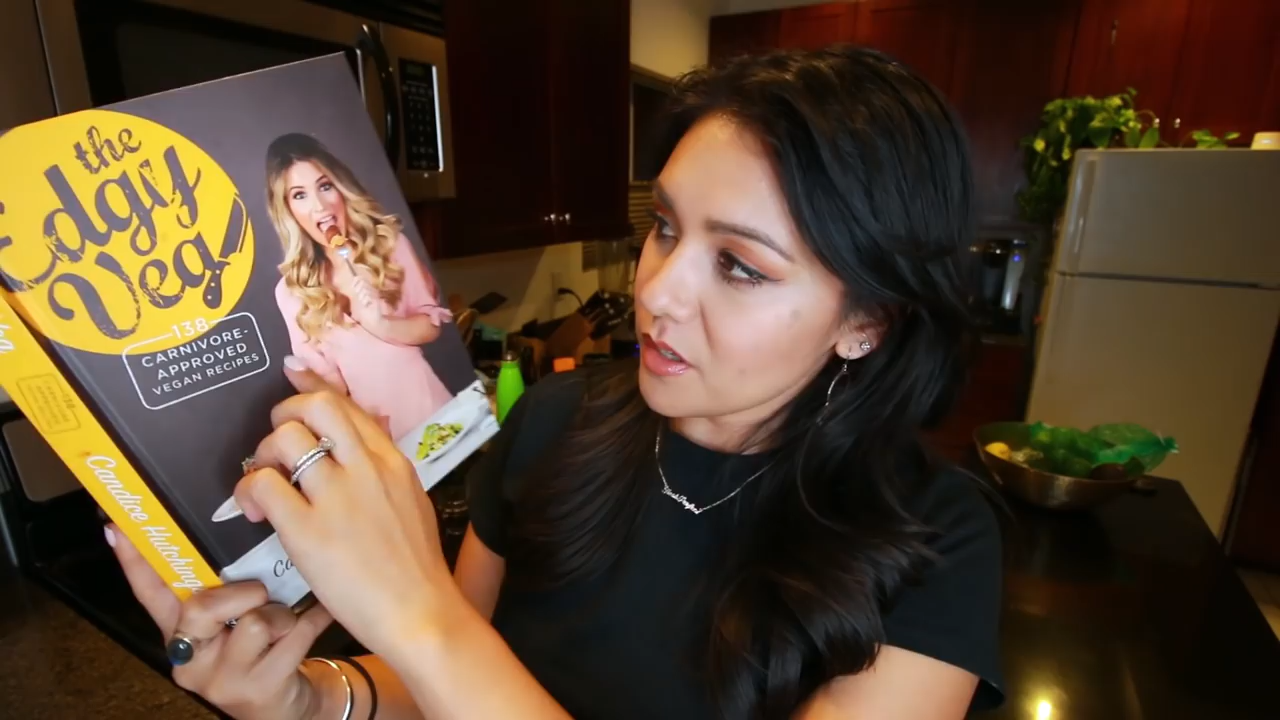 the
Edgy
Veg
138
CARNIVORE-
APPROVED
VEGAN RECIPES
Candice Hutchings